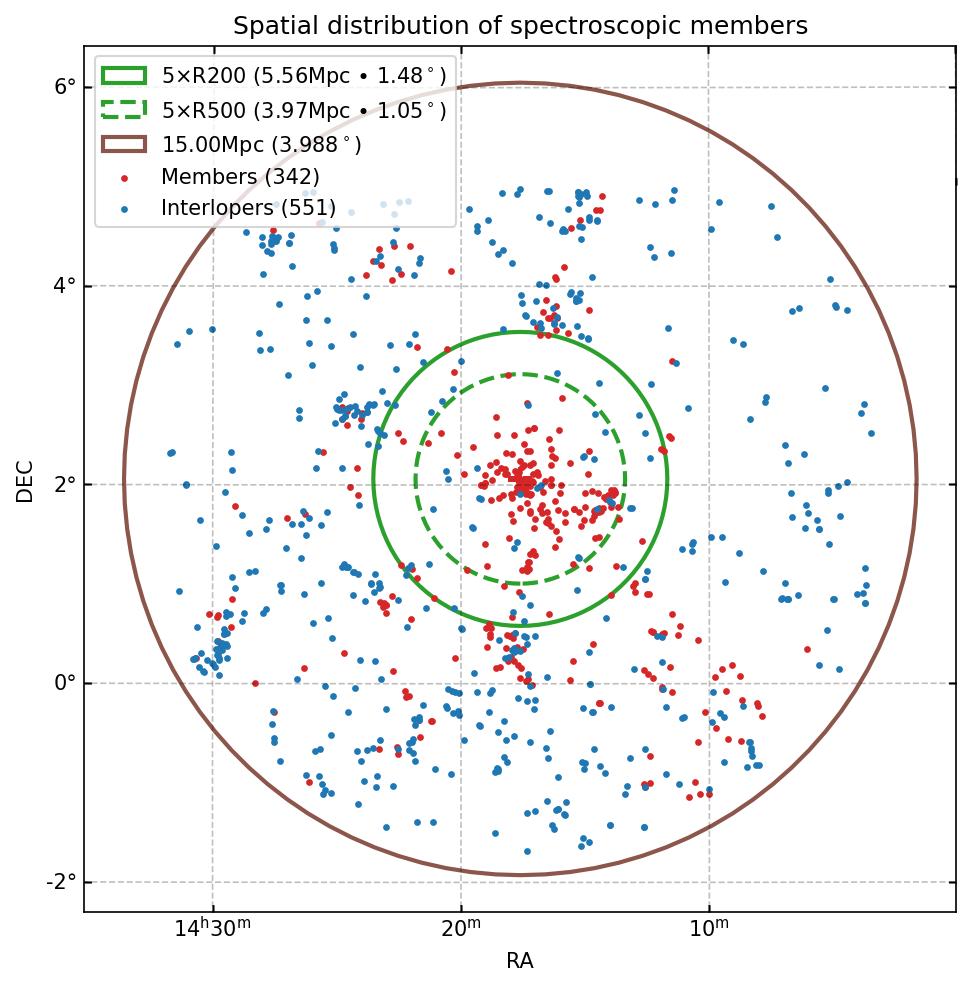 Spatial distribution of spectroscopic members
5×R200 (5.56Mpc • 1.48°)
5×R500 (3.97Mpc • 1.05°)
15.00Mpc (3.988°)
Members (342)
Interlopers (551)
6°
4°
2°
0°
-2°
DEC
14ʰ30ᵐ 20ᵐ 10ᵐ
RA